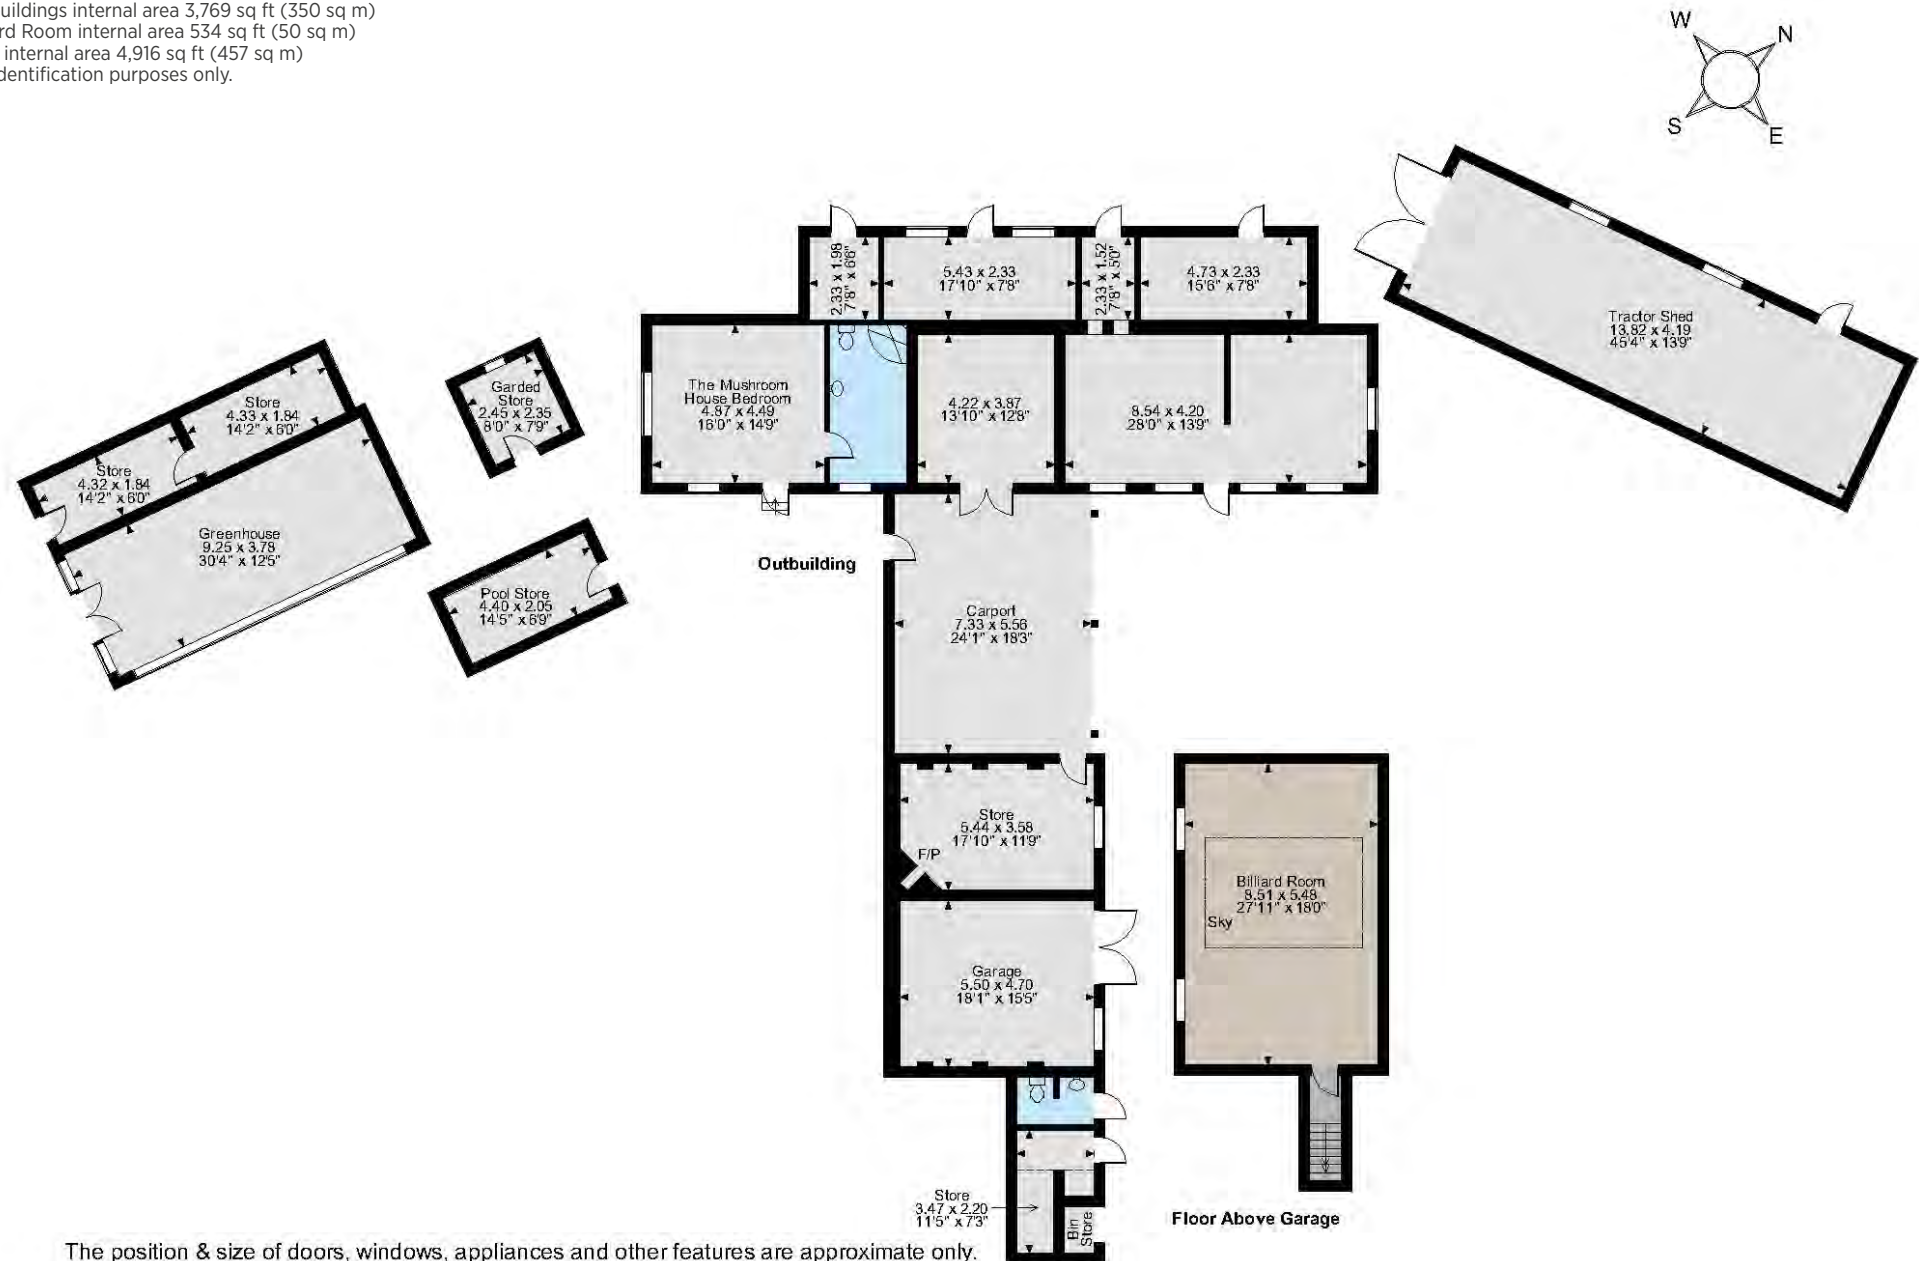 uildings internal area 3,769 sq ft (350 sq m)
rd Room internal area 534 sq ft (50 sq m)
internal area 4,916 sq ft (457 sq m)
dentification purposes only.
W
N
S
E
2.33 x 1.98
7'8" x 6'6"
5.43 x 2.33
17'10" x 7'8"
2.33 x 1.52
7'8" x 5'0"
4.73 x 2.33
15'6" x 7'8"
Tractor Shed
13.82 x 4.19
45'4" x 13'9"
Store
4.33 x 1.84
14'2" x 6'0"
Garded
Store
2.45 x 2.35
8'0" x 7'9"
The Mushroom
House Bedroom
4.87 x 4.49
16'0" x 14'9"
4.22 x 3.87
13'10" x 12'8"
8.54 x 4.20
28'0" x 13'9"
Store
4.32 x 1.84
14'2" x 6'0"
Greenhouse
9.25 x 3.78
30'4" x 12'5"
Pool Store
4.40 x 2.05
14'5" x 6'9"
Outbuilding
Carport
7.33 x 5.56
24'1" x 18'3"
Store
5.44 x 3.58
17'10" x 11'9"
F/P
Billiard Room
8.51 x 5.48
27'11" x 18'0"
Sky
Garage
5.50 x 4.70
18'1" x 15'5"
Store
3.47 x 2.20
11'5" x 7'3"
Bin
Store
Floor Above Garage
The position & size of doors, windows, appliances and other features are approximate only.